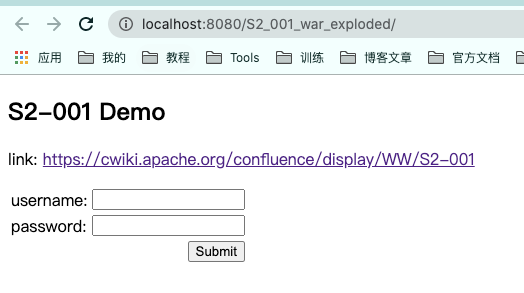 localhost:8080/S2_001_war_exploded/
应用 我的 教程 Tools 训练 博客文章 官方文档
S2-001 Demo
link: https://cwiki.apache.org/confluence/display/WW/S2-001
username:
password:
Submit